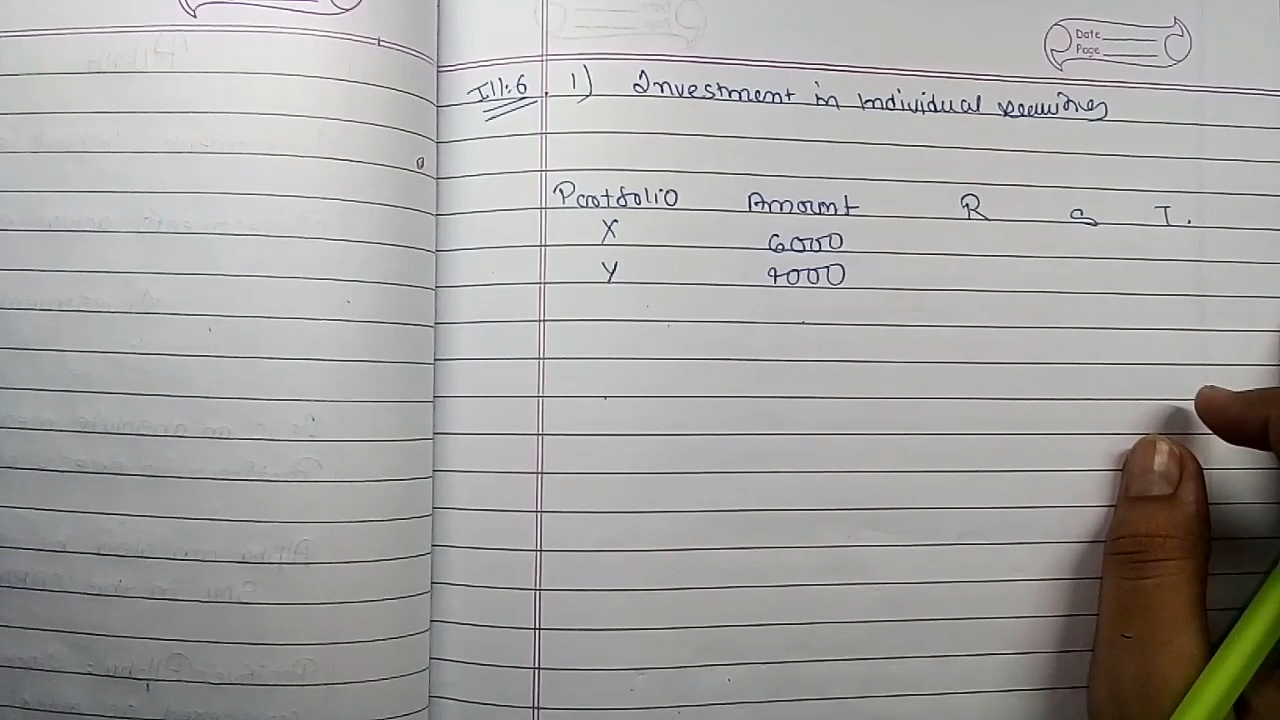 Date
Page
Ill:6 1) Investment in individual securities
Portfolio Amount R S T.
X 6000
Y 4000